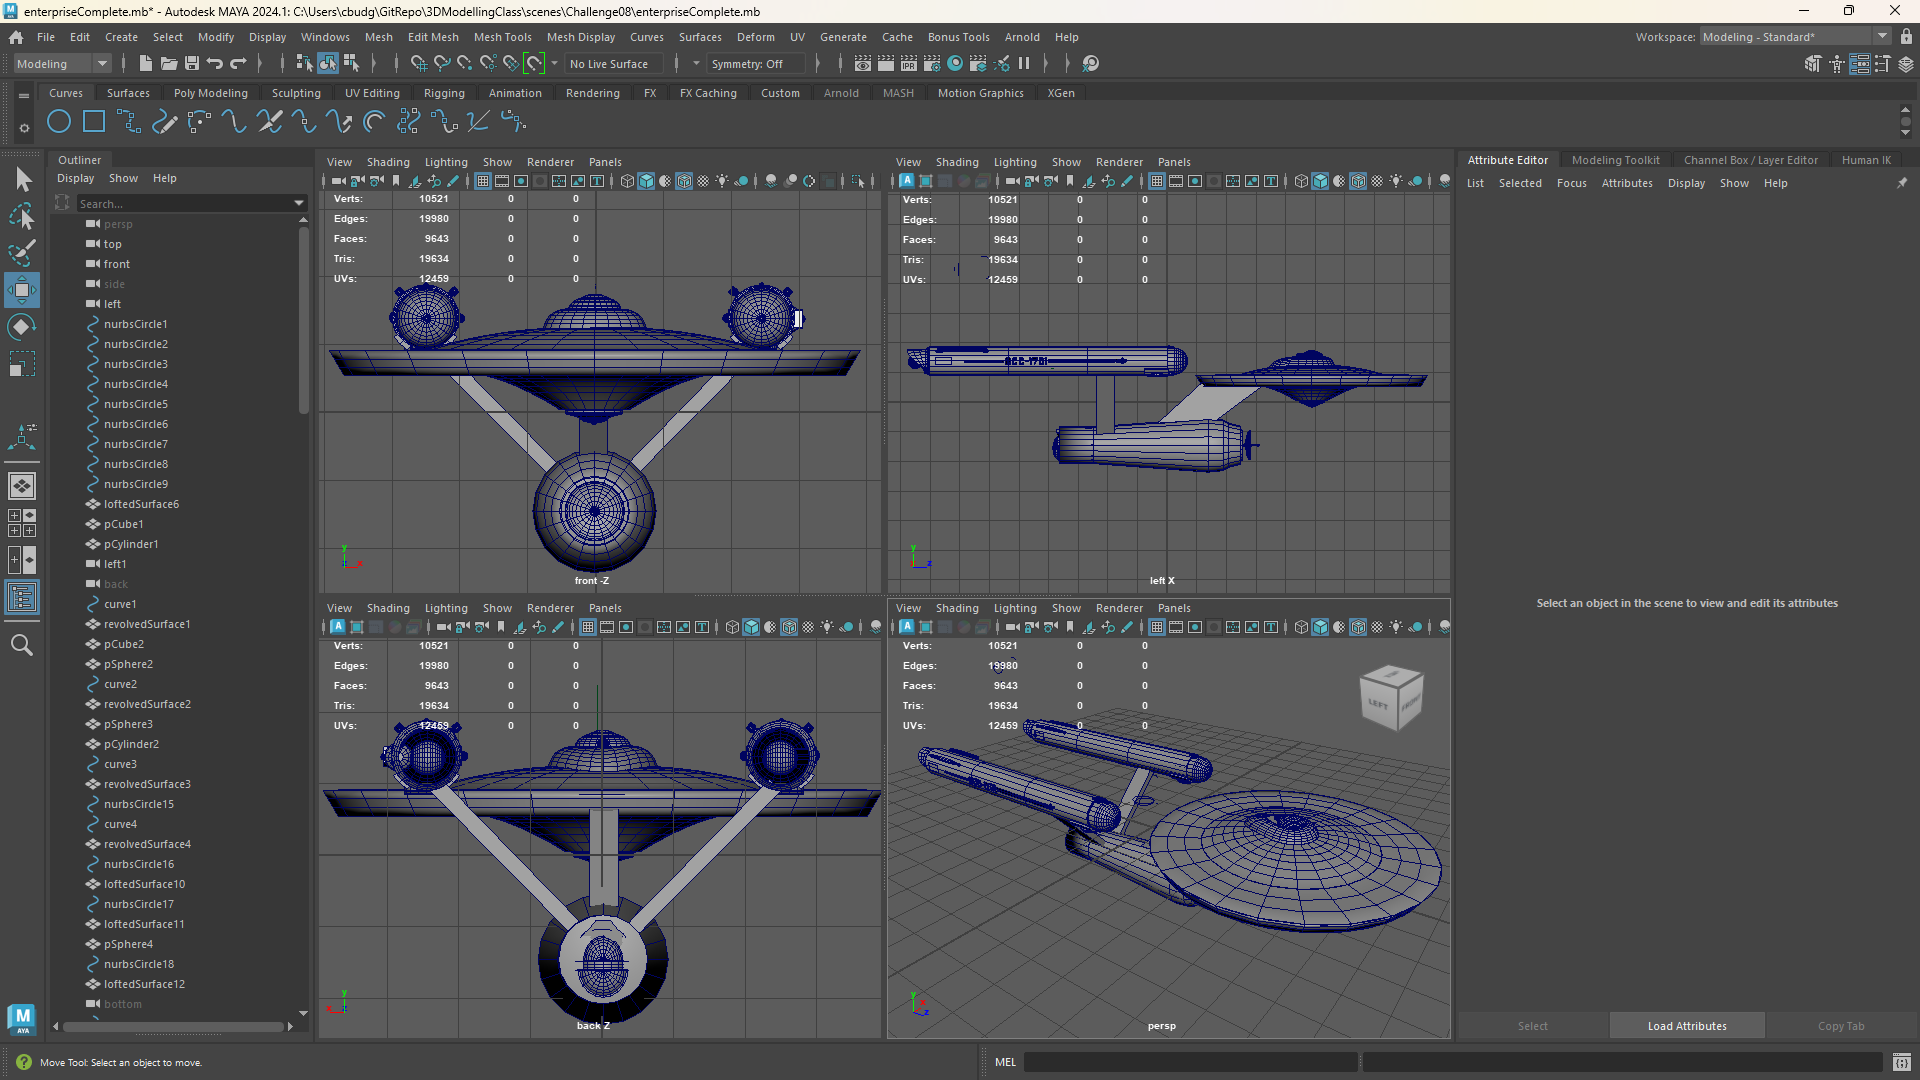 enterpriseComplete.mb* - Autodesk MAYA 2024.1: C:\Users\cbudg\GitRepo\3DModellingClass\scenes\Challenge08\enterpriseComplete.mb
File Edit Create Select Modify Display Windows Mesh Edit Mesh Mesh Tools Mesh Display Curves Surfaces Deform UV Generate Cache Bonus Tools Arnold Help
Workspace: Modeling - Standard*
Modeling
No Live Surface
Symmetry: Off
IPR
Curves Surfaces Poly Modeling Sculpting UV Editing Rigging Animation Rendering FX FX Caching Custom Arnold MASH Motion Graphics XGen
Outliner
Display Show Help
Search...
persp
top
front
side
left
nurbsCircle1
nurbsCircle2
nurbsCircle3
nurbsCircle4
nurbsCircle5
nurbsCircle6
nurbsCircle7
nurbsCircle8
nurbsCircle9
loftedSurface6
pCube1
pCylinder1
left1
back
curve1
revolvedSurface1
pCube2
pSphere2
curve2
revolvedSurface2
pSphere3
pCylinder2
curve3
revolvedSurface3
nurbsCircle15
curve4
revolvedSurface4
nurbsCircle16
loftedSurface10
nurbsCircle17
loftedSurface11
pSphere4
nurbsCircle18
loftedSurface12
bottom
View Shading Lighting Show Renderer Panels
Verts: 10521 0 0
Edges: 19980 0 0
Faces: 9643 0 0
Tris: 19634 0 0
UVs: 12459 0 0
y
x
front -Z
View Shading Lighting Show Renderer Panels
Verts: 10521 0 0
Edges: 19980 0 0
Faces: 9643 0 0
Tris: 19634 0 0
UVs: 12459 0 0
y
z
left X
View Shading Lighting Show Renderer Panels
Verts: 10521 0 0
Edges: 19980 0 0
Faces: 9643 0 0
Tris: 19634 0 0
UVs: 12459 0 0
y
x
back Z
View Shading Lighting Show Renderer Panels
Verts: 10521 0 0
Edges: 19980 0 0
Faces: 9643 0 0
Tris: 19634 0 0
UVs: 12459 0 0
TOP
LEFT
FRONT
y
x
z
persp
Attribute Editor Modeling Toolkit Channel Box / Layer Editor Human IK
List Selected Focus Attributes Display Show Help
Select an object in the scene to view and edit its attributes
Select Load Attributes Copy Tab
M
AYA
Move Tool: Select an object to move.
MEL